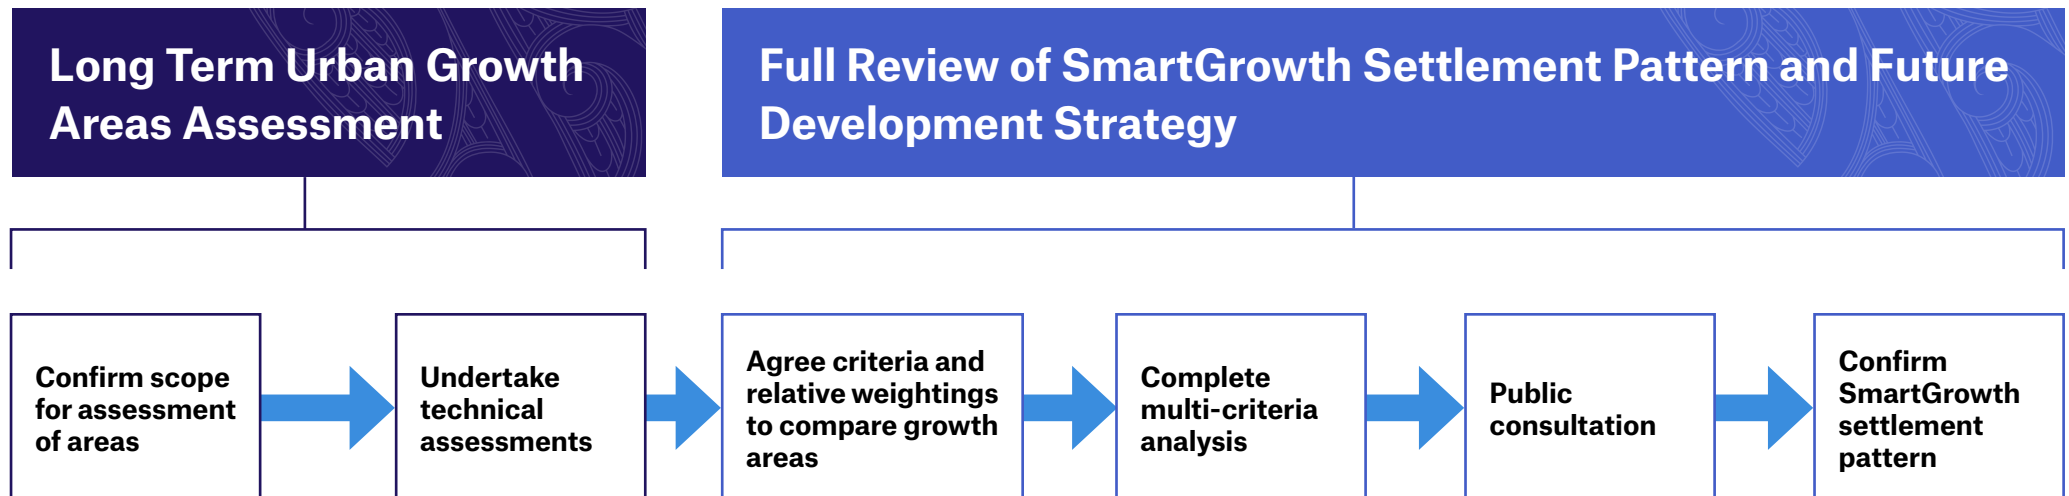 Long Term Urban Growth
Areas Assessment
Full Review of SmartGrowth Settlement Pattern and Future
Development Strategy
Confirm scope
for assessment
of areas
Undertake
technical
assessments
Agree criteria and
relative weightings
to compare growth
areas
Complete
multi-criteria
analysis
Public
consultation
Confirm
SmartGrowth
settlement
pattern